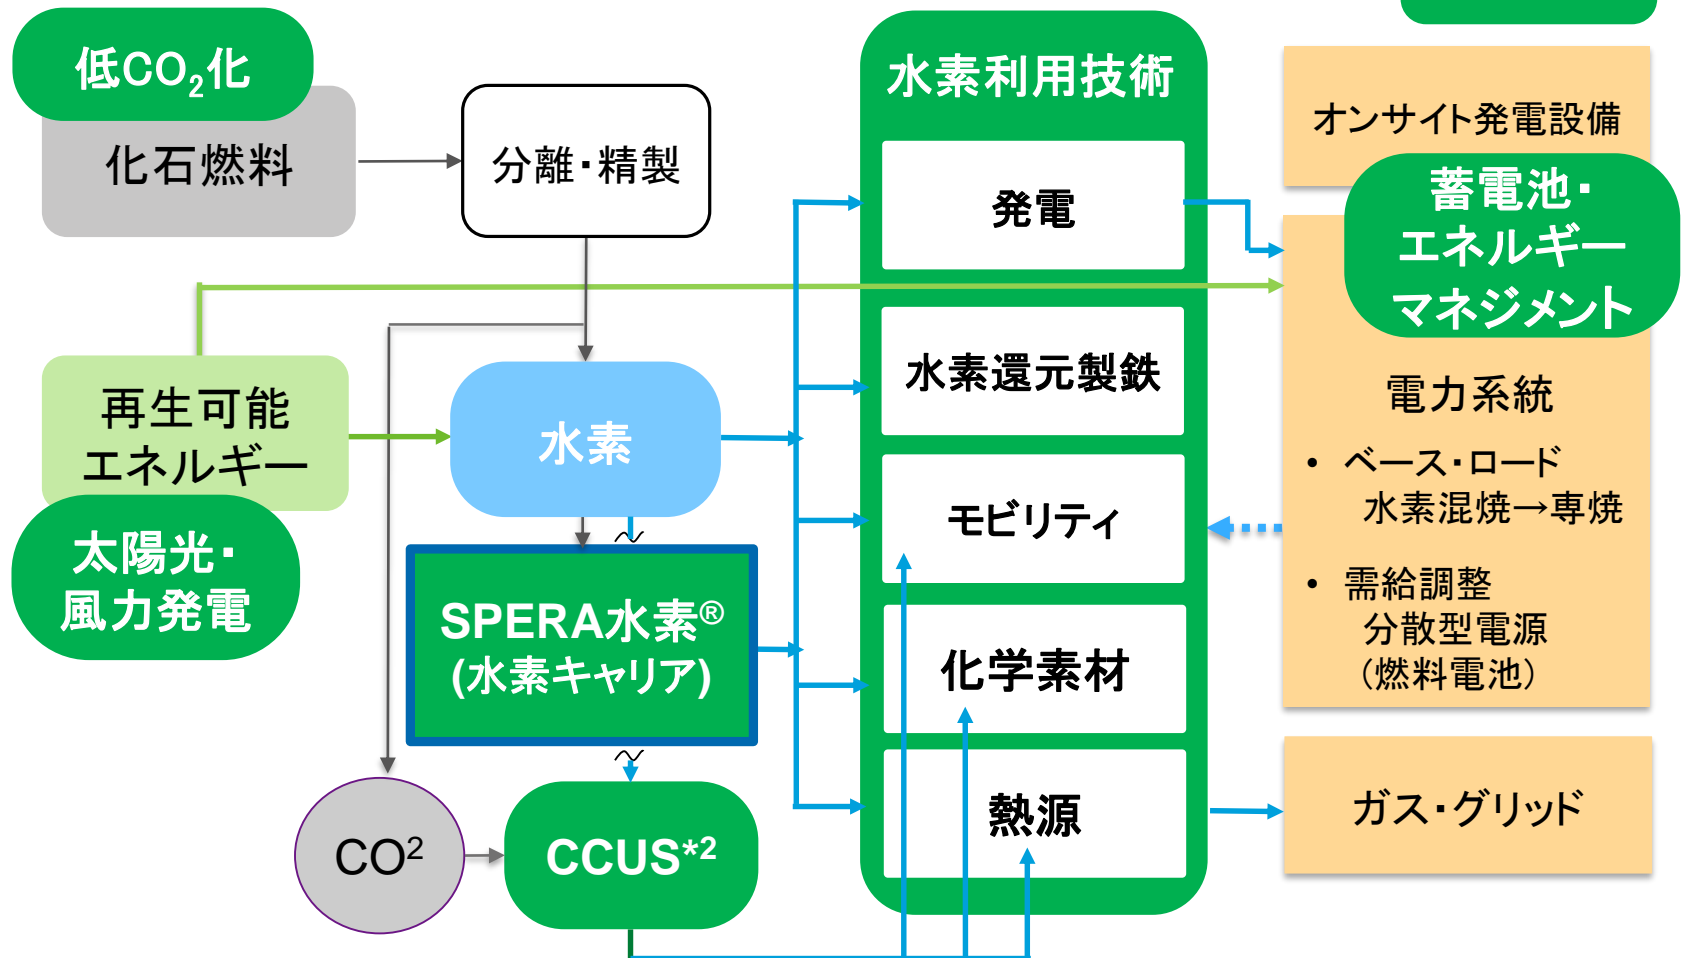 低CO₂化
化石燃料
分離・精製
再生可能
エネルギー
太陽光・
風力発電
水素
SPERA水素®
(水素キャリア)
CO²
CCUS*²
水素利用技術
発電
水素還元製鉄
モビリティ
化学素材
熱源
オンサイト発電設備
蓄電池・
エネルギー
マネジメント
電力系統
• ベース・ロード
水素混焼→専焼
• 需給調整
分散型電源
（燃料電池）
ガス・グリッド